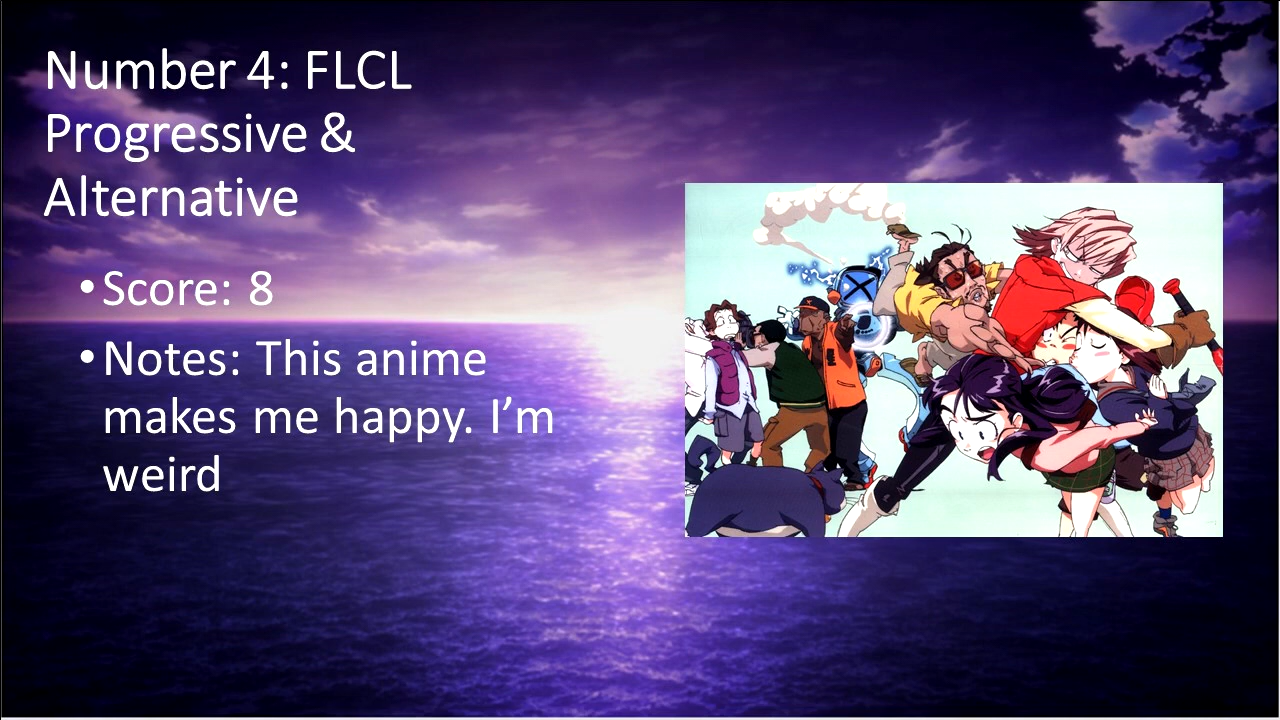 Number 4: FLCL
Progressive &
Alternative
•Score: 8
•Notes: This anime
makes me happy. I’m
weird